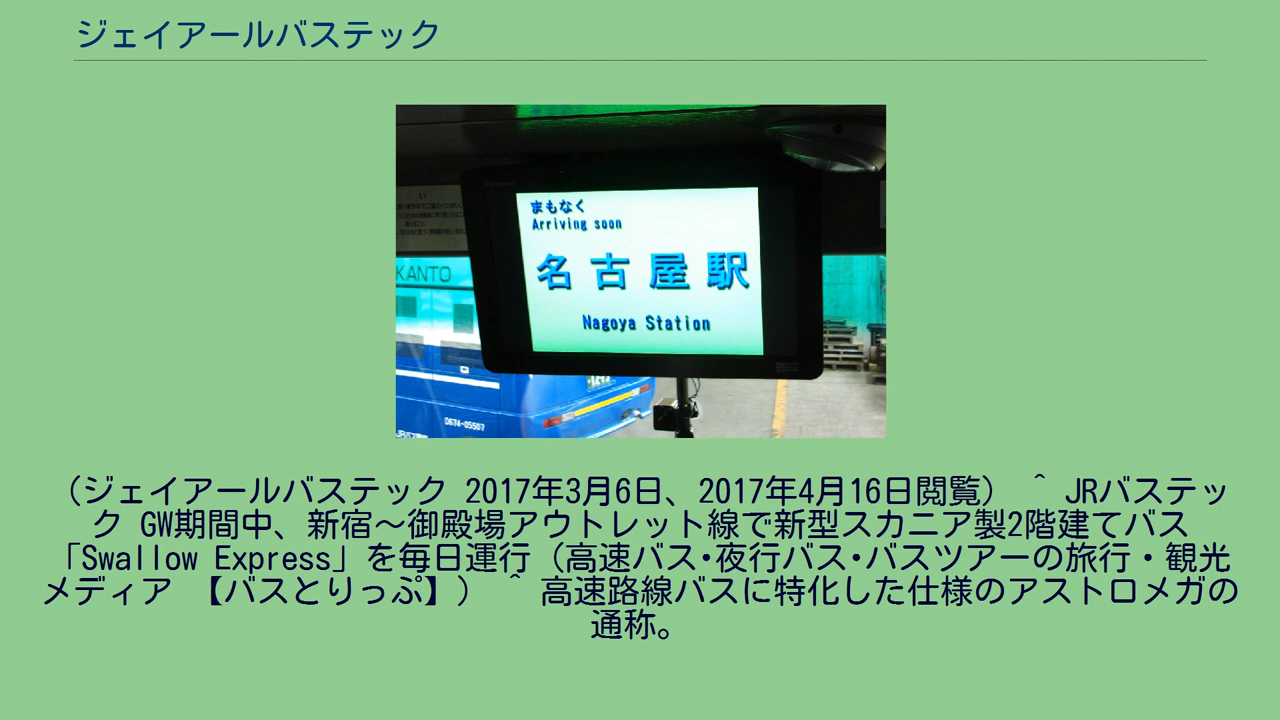 ジェイアールバステック
まもなく
Arriving soon
名古屋駅
Nagoya Station
KANTO
D674-05507
（ジェイアールバステック 2017年3月6日、2017年4月16日閲覧） ^ JRバステッ
ク GW期間中、新宿～御殿場アウトレット線で新型スカニア製2階建てバス
「Swallow Express」を毎日運行（高速バス･夜行バス･バスツアーの旅行・観光
メディア 【バスとりっぷ】） ^ 高速路線バスに特化した仕様のアストロメガの
通称。